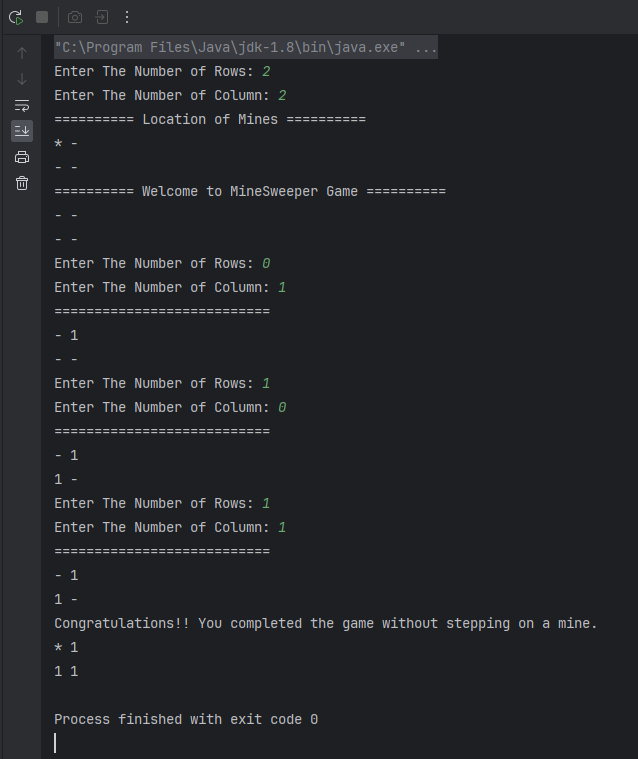 "C:\Program Files\Java\jdk-1.8\bin\java.exe" ...
Enter The Number of Rows: 2
Enter The Number of Column: 2
========== Location of Mines ==========
* -
- -
========== Welcome to MineSweeper Game ==========
- -
- -
Enter The Number of Rows: 0
Enter The Number of Column: 1
===========================
- 1
- -
Enter The Number of Rows: 1
Enter The Number of Column: 0
===========================
- 1
1 -
Enter The Number of Rows: 1
Enter The Number of Column: 1
===========================
- 1
1 -
Congratulations!! You completed the game without stepping on a mine.
* 1
1 1
Process finished with exit code 0